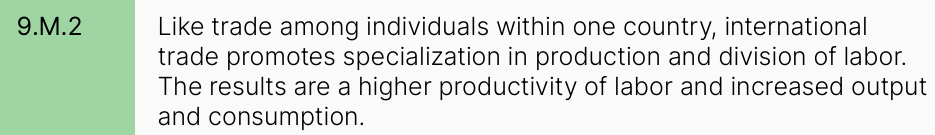 9.M.2
Like trade among individuals within one country, international
trade promotes specialization in production and division of labor.
The results are a higher productivity of labor and increased output
and consumption.